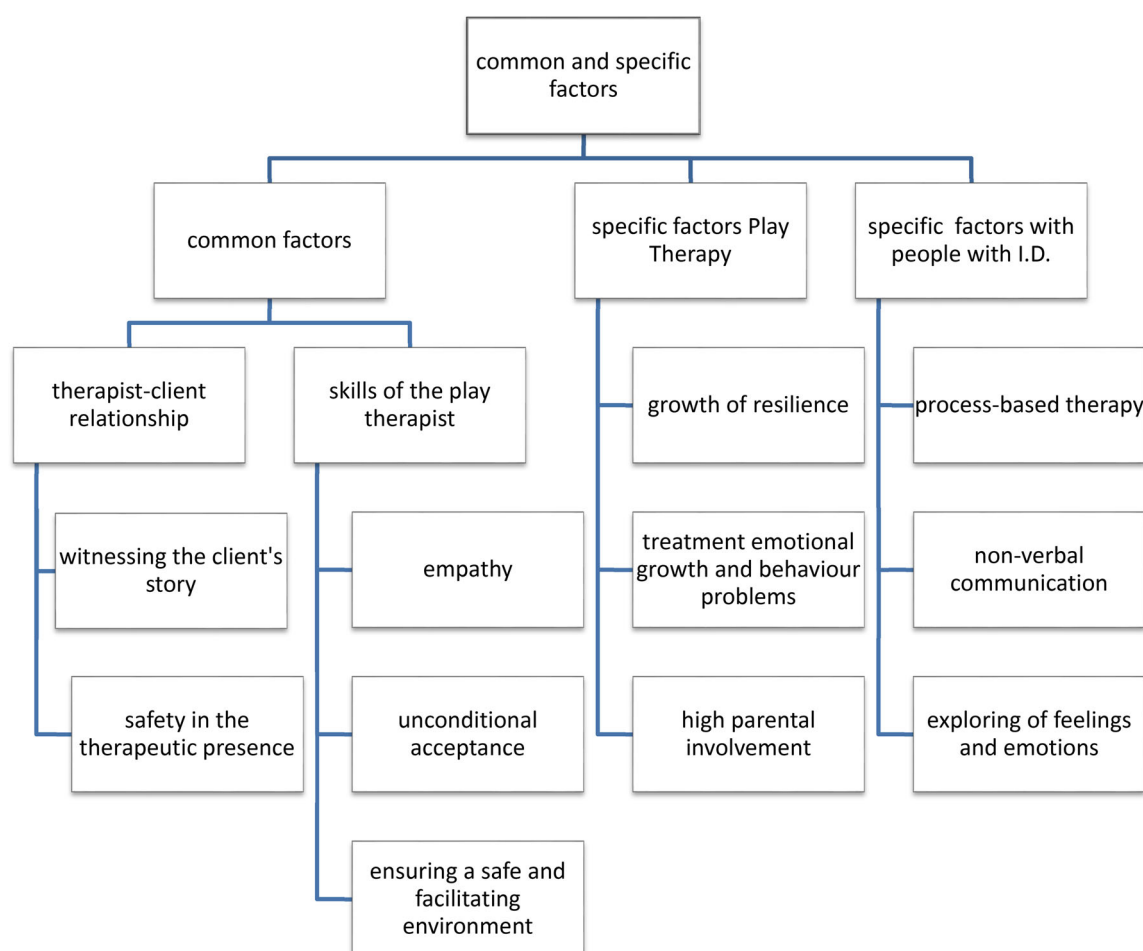 common and specific
factors
common factors
specific factors Play
Therapy
specific  factors with
people with I.D.
therapist-client
relationship
skills of the play
therapist
growth of resilience
process-based therapy
witnessing the client's
story
empathy
treatment emotional
growth and behaviour
problems
non-verbal
communication
safety in the
therapeutic presence
unconditional
acceptance
high parental
involvement
exploring of feelings
and emotions
ensuring a safe and
facilitating
environment